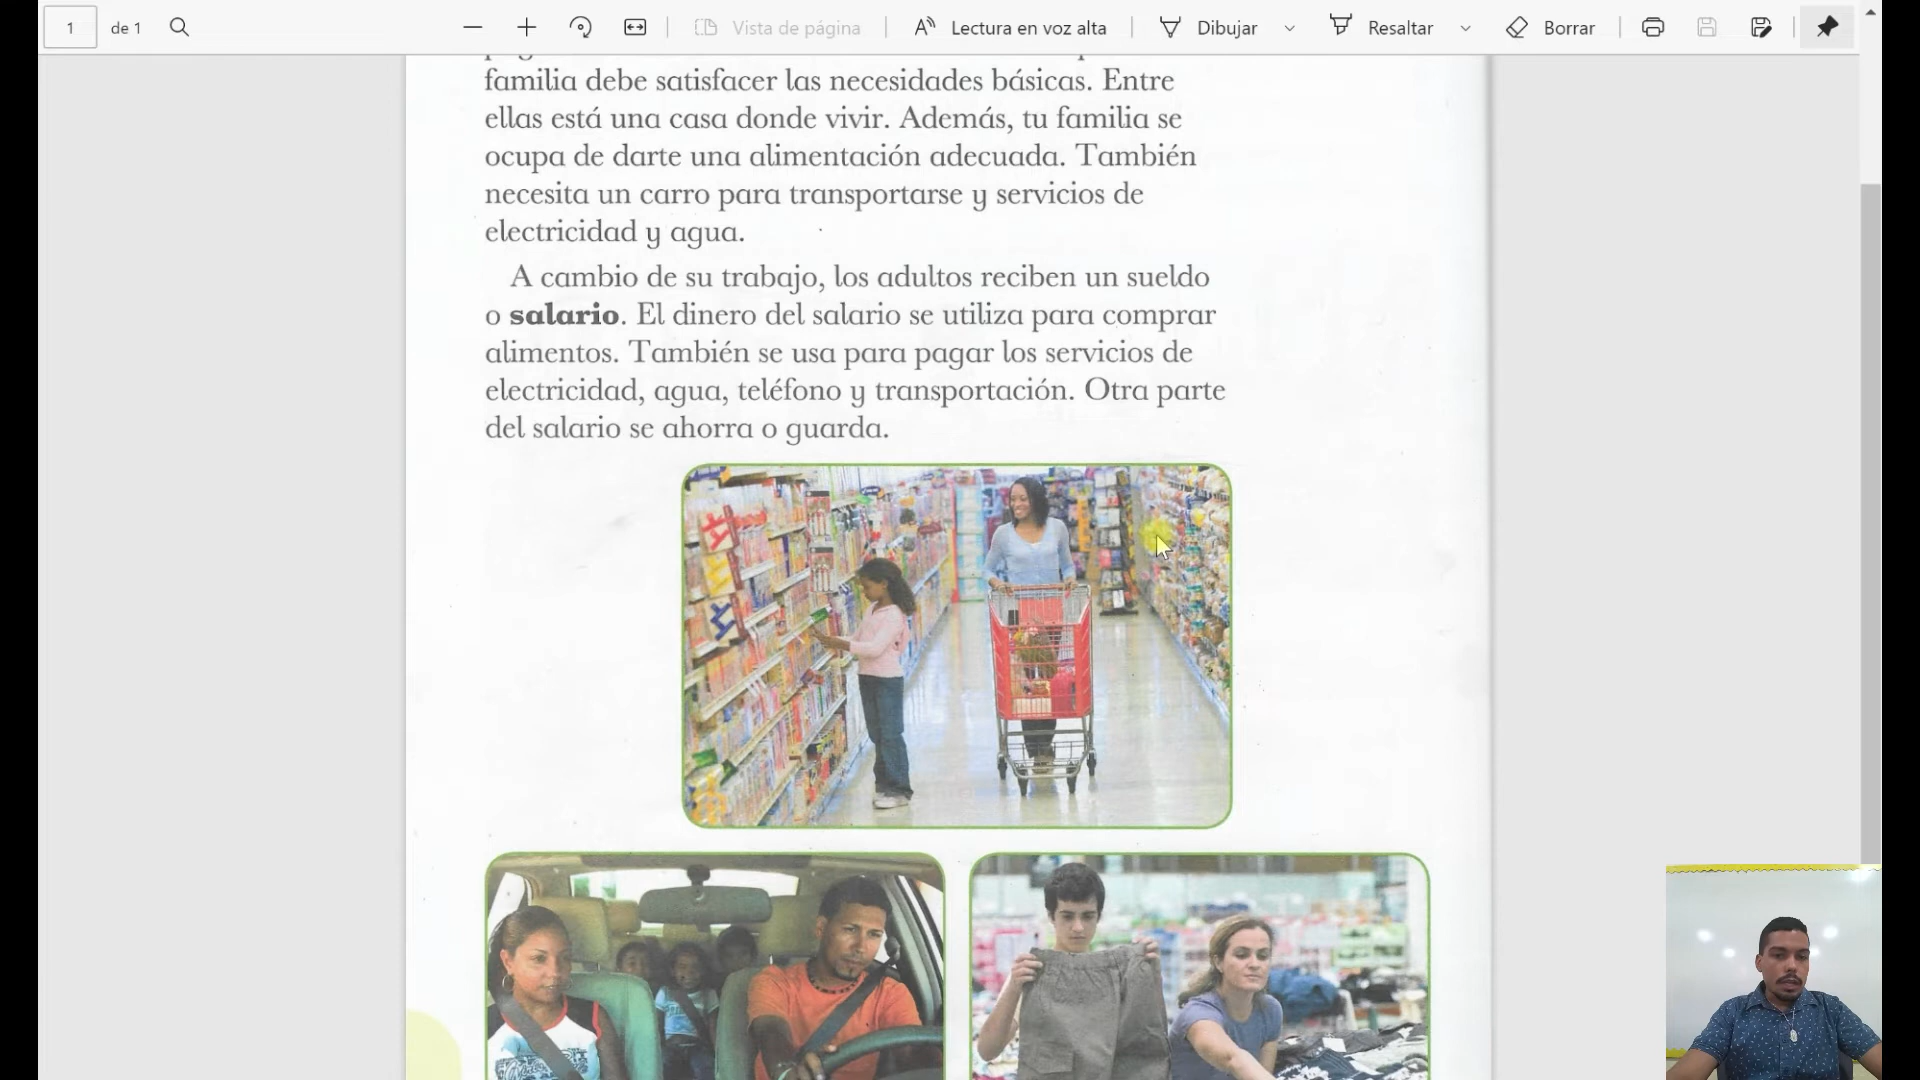 1 de 1 Vista de página Lectura en voz alta Dibujar Resaltar Borrar
familia debe satisfacer las necesidades básicas. Entre
ellas está una casa donde vivir. Además, tu familia se
ocupa de darte una alimentación adecuada. También
necesita un carro para transportarse y servicios de
electricidad y agua.
A cambio de su trabajo, los adultos reciben un sueldo
o salario. El dinero del salario se utiliza para comprar
alimentos. También se usa para pagar los servicios de
electricidad, agua, teléfono y transportación. Otra parte
del salario se ahorra o guarda.